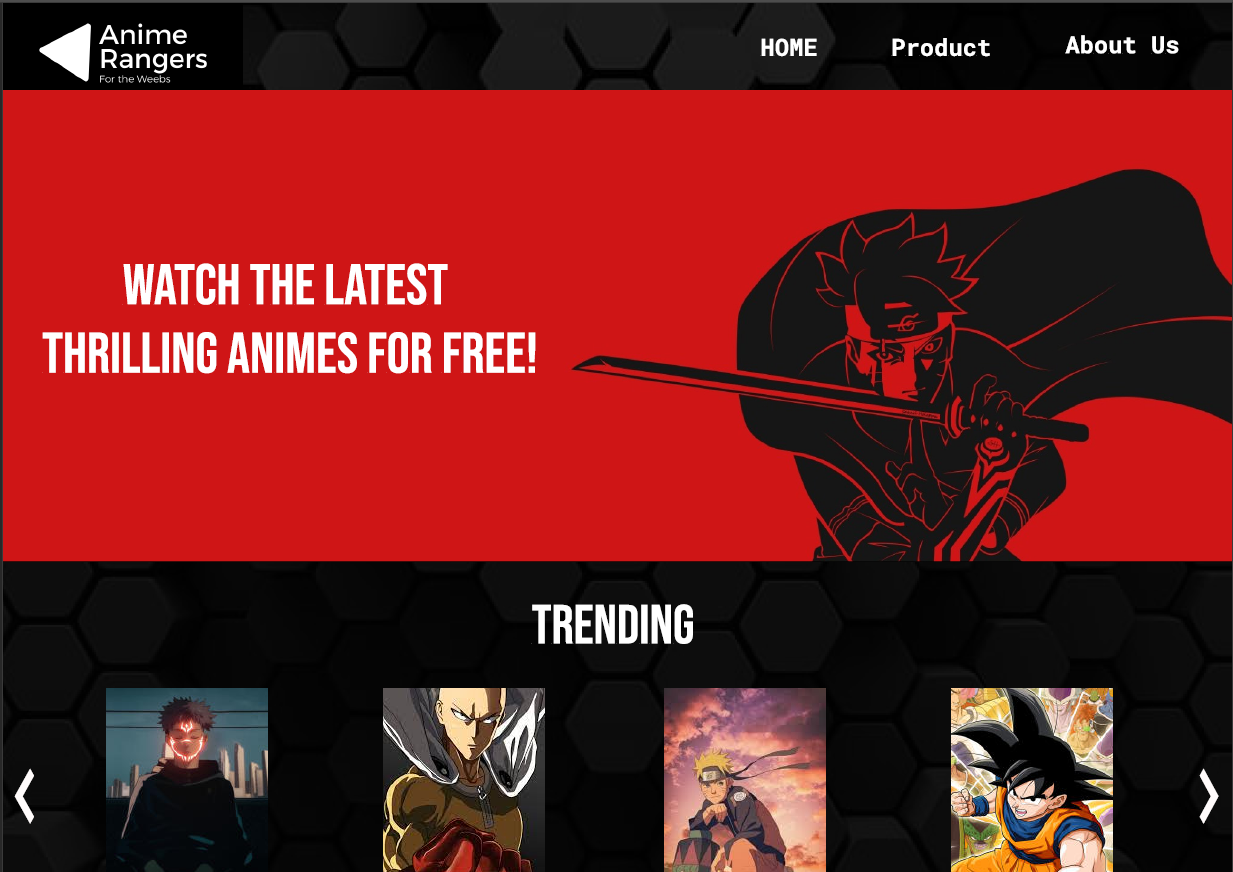 Anime
Rangers
For the Weebs
HOME Product About Us
WATCH THE LATEST
THRILLING ANIMES FOR FREE!
TRENDING